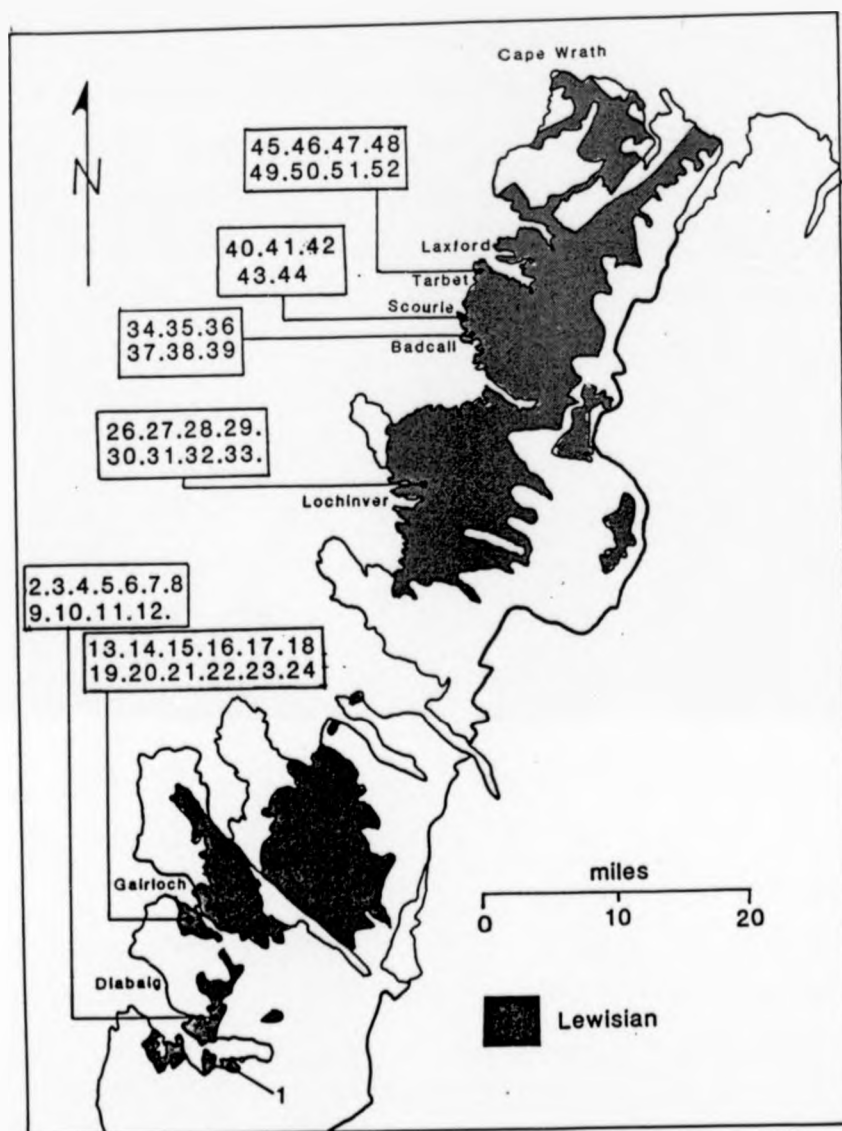 Cape Wrath
N
45.46.47.48
49.50.51.52
Laxford
40.41.42
43.44
Tarbet
Scourie
34.35.36
37.38.39
Badcall
26.27.28.29.
30.31.32.33.
Lochinver
2.3.4.5.6.7.8
9.10.11.12.
13.14.15.16.17.18
19.20.21.22.23.24
Gairloch
miles
0 10 20
Diabaig
Lewisian
1